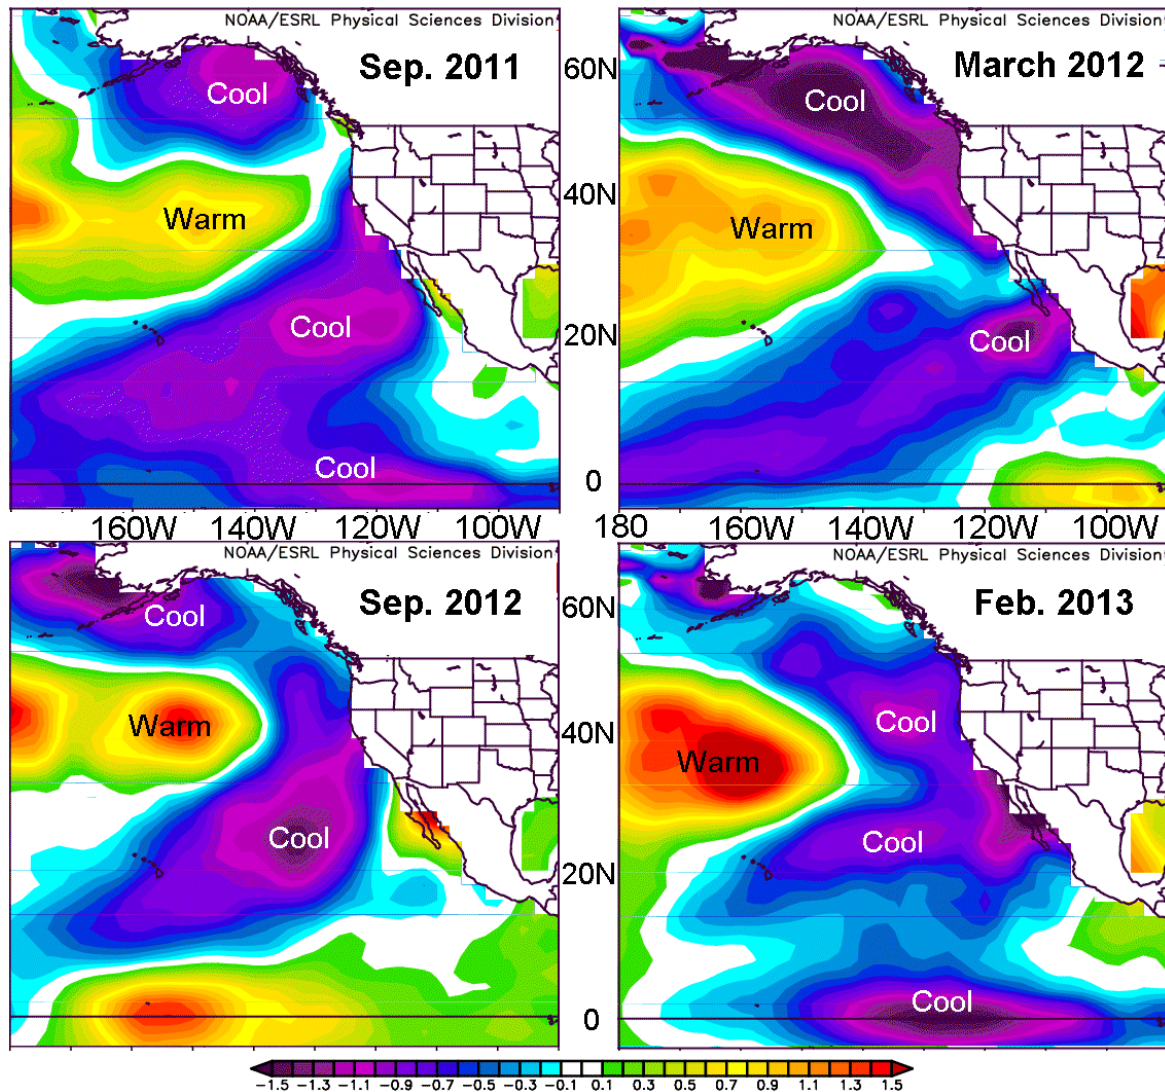 NOAA/ESRL Physical Sciences Division
NOAA/ESRL Physical Sciences Division
Sep. 2011
60N
March 2012
Cool
Cool
40N
Warm
Warm
Cool
20N
Cool
Cool
0
160W 140W 120W 100W
180 160W 140W 120W 100W
NOAA/ESRL Physical Sciences Division
NOAA/ESRL Physical Sciences Division
Sep. 2012
60N
Feb. 2013
Cool
Warm
40N
Cool
Warm
Cool
Cool
20N
Cool
0
-1.5 -1.3 -1.1 -0.9 -0.7 -0.5 -0.3 -0.1 0.1 0.3 0.5 0.7 0.9 1.1 1.3 1.5